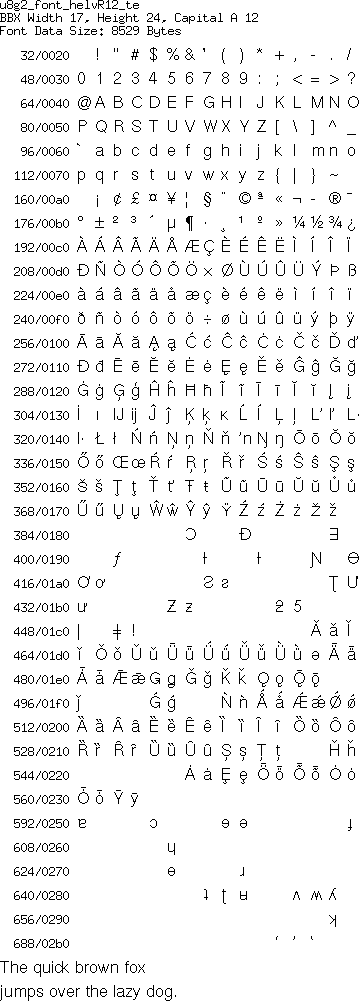 u8g2_font_helvR12_te
BBX Width 17, Height 24, Capital A 12
Font Data Size: 8529 Bytes
32/0020 ! " # $ % & ' ( ) * + , - . /
48/0030 0 1 2 3 4 5 6 7 8 9 : ; < = > ?
64/0040 @ A B C D E F G H I J K L M N O
80/0050 P Q R S T U V W X Y Z [ \ ] ^ _
96/0060 ` a b c d e f g h i j k l m n o
112/0070 p q r s t u v w x y z { | } ~
160/00a0 ¡ ¢ £ ¤ ¥ ¦ § ¨ © ª « ¬ - ® ¯
176/00b0 ° ± ² ³ ´ µ ¶ · ¸ ¹ º » ¼ ½ ¾ ¿
192/00c0 À Á Â Ã Ä Å Æ Ç È É Ê Ë Ì Í Î Ï
208/00d0 Ð Ñ Ò Ó Ô Õ Ö × Ø Ù Ú Û Ü Ý Þ ß
224/00e0 à á â ã ä å æ ç è é ê ë ì í î ï
240/00f0 ð ñ ò ó ô õ ö ÷ ø ù ú û ü ý þ ÿ
256/0100 Ā ā Ă ă Ą ą Ć ć Ĉ ĉ Ċ ċ Č č Ď ď
272/0110 Đ đ Ē ē Ĕ ĕ Ė ė Ę ę Ě ě Ĝ ĝ Ğ ğ
288/0120 Ġ ġ Ģ ģ Ĥ ĥ Ħ ħ Ĩ ĩ Ī ī Ĭ ĭ Į į
304/0130 İ ı Ĳ ĳ Ĵ ĵ Ķ ķ ĸ Ĺ ĺ Ļ ļ Ľ ľ Ŀ
320/0140 ŀ Ł ł Ń ń Ņ ņ Ň ň ŉ Ŋ ŋ Ō ō Ŏ ŏ
336/0150 Ő ő Œ œ Ŕ ŕ Ŗ ŗ Ř ř Ś ś Ŝ ŝ Ş ş
352/0160 Š š Ţ ţ Ť ť Ŧ ŧ Ũ ũ Ū ū Ŭ ŭ Ů ů
368/0170 Ű ű Ų ų Ŵ ŵ Ŷ ŷ Ÿ Ź ź Ż ż Ž ž
384/0180 Ɔ Ɖ Ǝ
400/0190 ƒ ƚ Ɲ Ɵ
416/01a0 Ơ ơ Ƨ ƨ Ʈ Ư
432/01b0 ư Ƶ ƶ ƻ Ƽ
448/01c0 ǀ ǂ ǃ Ǎ ǎ Ǐ
464/01d0 ǐ Ǒ ǒ Ǔ ǔ Ǖ ǖ Ǘ ǘ Ǚ ǚ Ǜ ǜ ǝ Ǟ ǟ
480/01e0 Ǡ ǡ Ǣ ǣ Ǥ ǥ Ǧ ǧ Ǩ ǩ Ǫ ǫ Ǭ ǭ
496/01f0 ǰ Ǵ ǵ Ǹ ǹ Ǻ ǻ Ǽ ǽ Ǿ ǿ
512/0200 Ȁ ȁ Ȃ ȃ Ȅ ȅ Ȇ ȇ Ȉ ȉ Ȋ ȋ Ȍ ȍ Ȏ ȏ
528/0210 Ȑ ȑ Ȓ ȓ Ȕ ȕ Ȗ ȗ Ș ș Ț ț Ȟ ȟ
544/0220 Ȧ ȧ Ȩ ȩ Ȫ ȫ Ȭ ȭ Ȯ ȯ
560/0230 Ȱ ȱ Ȳ ȳ
592/0250 ɐ ɔ ɘ ə ɟ
608/0260 ɥ
624/0270 ɵ ɹ
640/0280 ʇ ʈ ʌ ʍ ʎ
656/0290 ʞ
688/02b0 ʻ ʼ ʽ
The quick brown fox
jumps over the lazy dog.